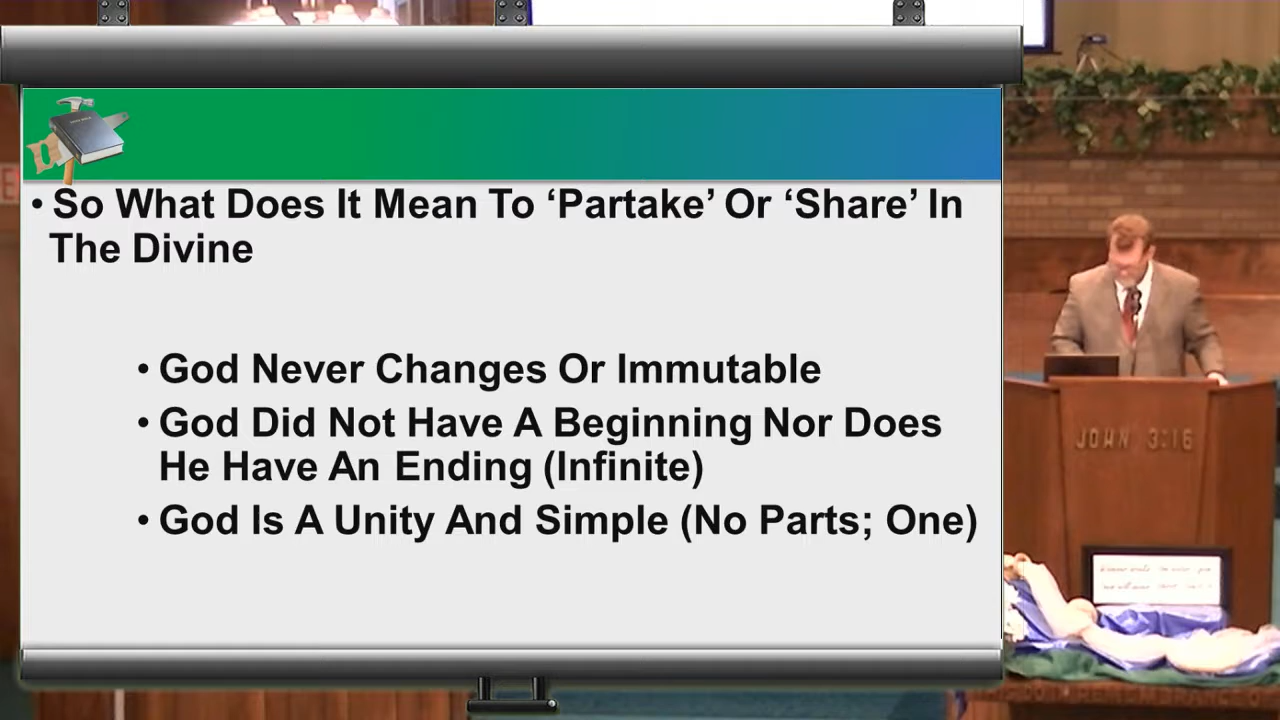 • So What Does It Mean To ‘Partake’ Or ‘Share’ In
The Divine
• God Never Changes Or Immutable
• God Did Not Have A Beginning Nor Does
He Have An Ending (Infinite)
• God Is A Unity And Simple (No Parts; One)
JOHN 3:16